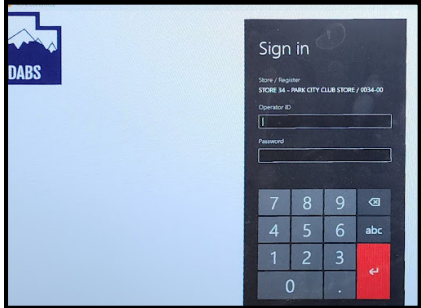 DABS
Sign in
Store / Register
STORE 34 - PARK CITY CLUB STORE / 0034-00
Operator ID
Password
7 8 9
4 5 6 abc
1 2 3
0 .